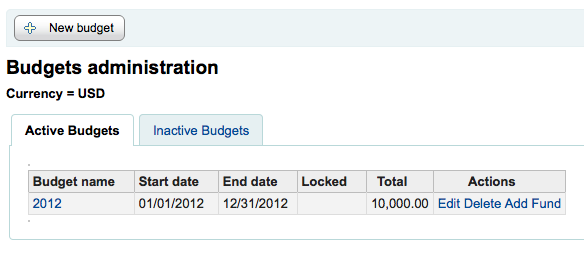 New budget
Budgets administration
Currency = USD
Active Budgets Inactive Budgets
Budget name Start date End date Locked Total Actions
2012 01/01/2012 12/31/2012 10,000.00 Edit Delete Add Fund